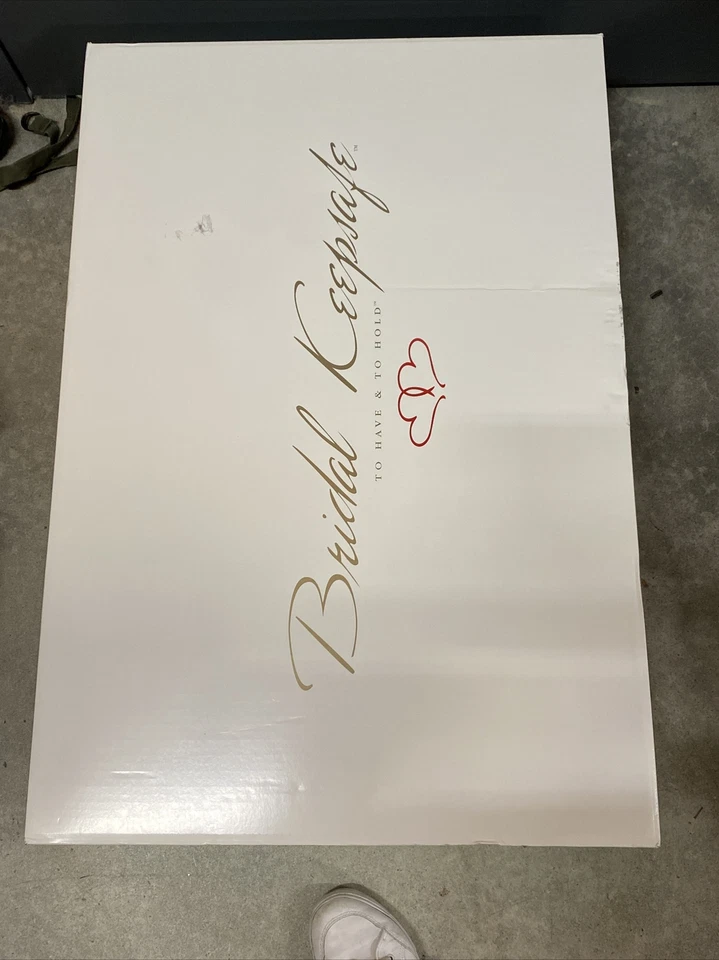 Bridal Keepsafe™
TO HAVE & TO HOLD™